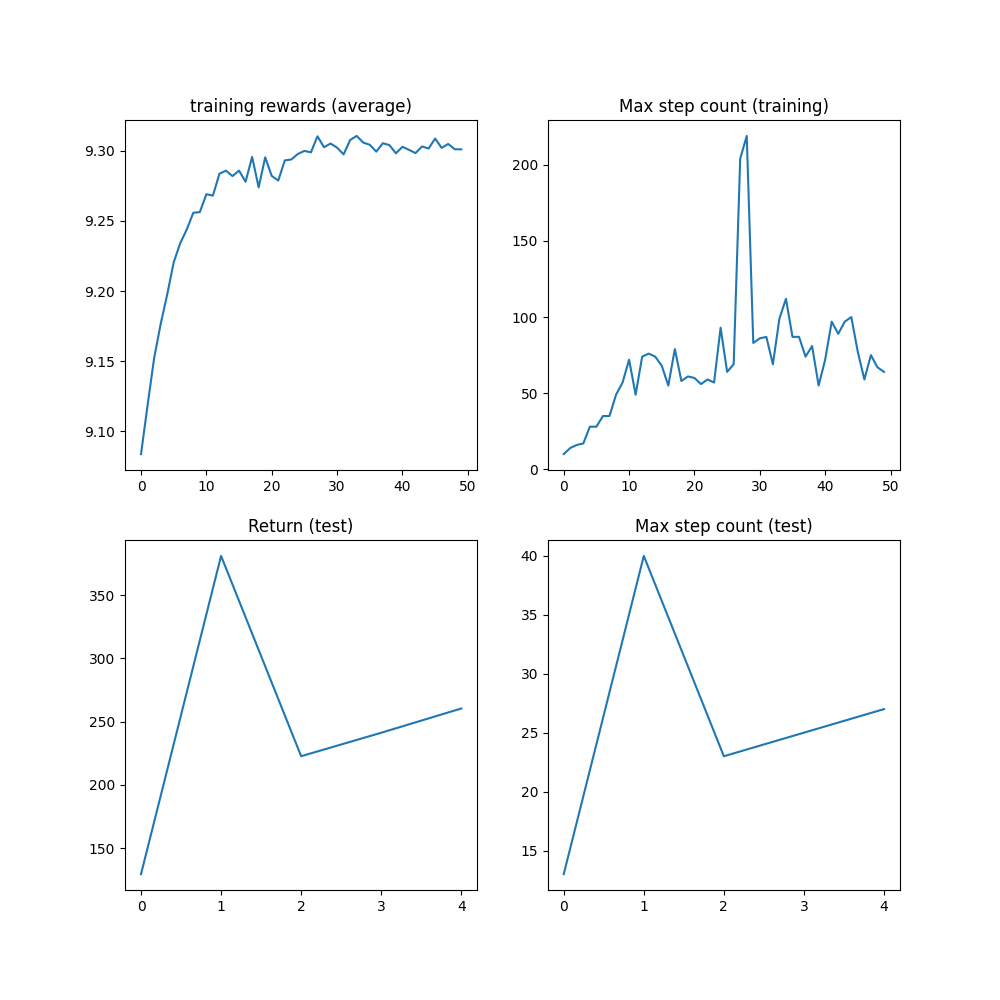 training rewards (average)
9.30
9.25
9.20
9.15
9.10
0 10 20 30 40 50
Max step count (training)
200
150
100
50
0
0 10 20 30 40 50
Return (test)
350
300
250
200
150
0 1 2 3 4
Max step count (test)
40
35
30
25
20
15
0 1 2 3 4